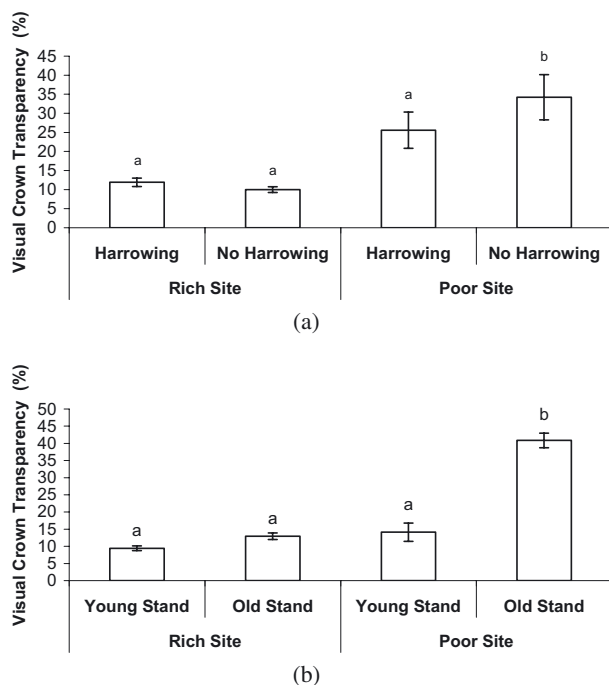 (a)
Visual Crown Transparency (%)
45
40
35
30
25
20
15
10
5
0
a
a
a
b
Harrowing No Harrowing Harrowing No Harrowing
Rich Site Poor Site
(a)
Visual Crown Transparency (%)
50
45
40
35
30
25
20
15
10
5
0
a
a
a
b
Young Stand Old Stand Young Stand Old Stand
Rich Site Poor Site
(b)